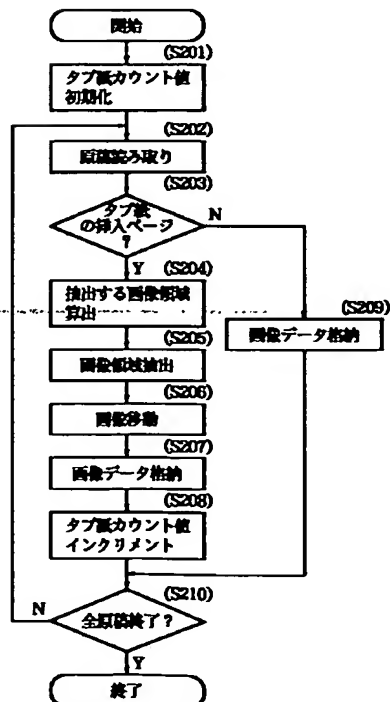 開始
(S201)
タブ紙カウント値
初期化
(S202)
原稿読み取り
(S203)
タブ紙
の挿入ページ
?
N
Y
(S204)
抽出する画像領域
算出
(S209)
画像データ格納
(S205)
画像領域抽出
(S206)
画像移動
(S207)
画像データ格納
(S208)
タブ紙カウント値
インクリメント
(S210)
N
全原稿終了?
Y
終了